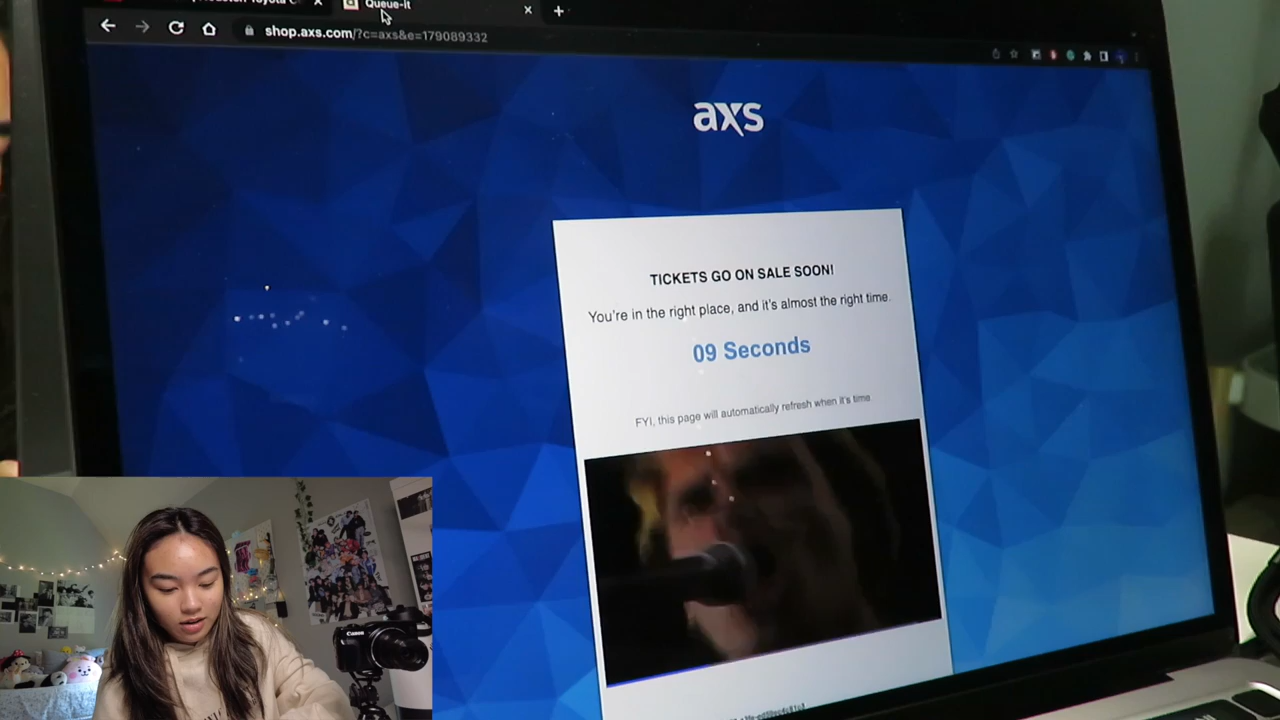 Queue-it
shop.axs.com/?c=axs&e=179089332
axs
TICKETS GO ON SALE SOON!
You're in the right place, and it's almost the right time.
09 Seconds
FYI, this page will automatically refresh when it's time
Canon